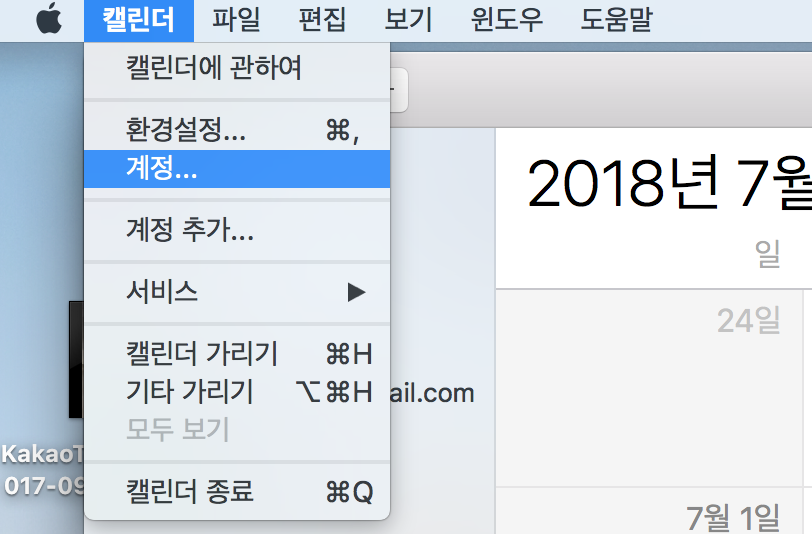 캘린더 파일 편집 보기 윈도우 도움말
캘린더에 관하여
환경설정... ⌘,
계정...
계정 추가...
서비스 ▶
캘린더 가리기 ⌘H
기타 가리기 ⌥⌘H
모두 보기
캘린더 종료 ⌘Q
ail.com
KakaoT
017-09
2018년 7월
일
24일
7월 1일